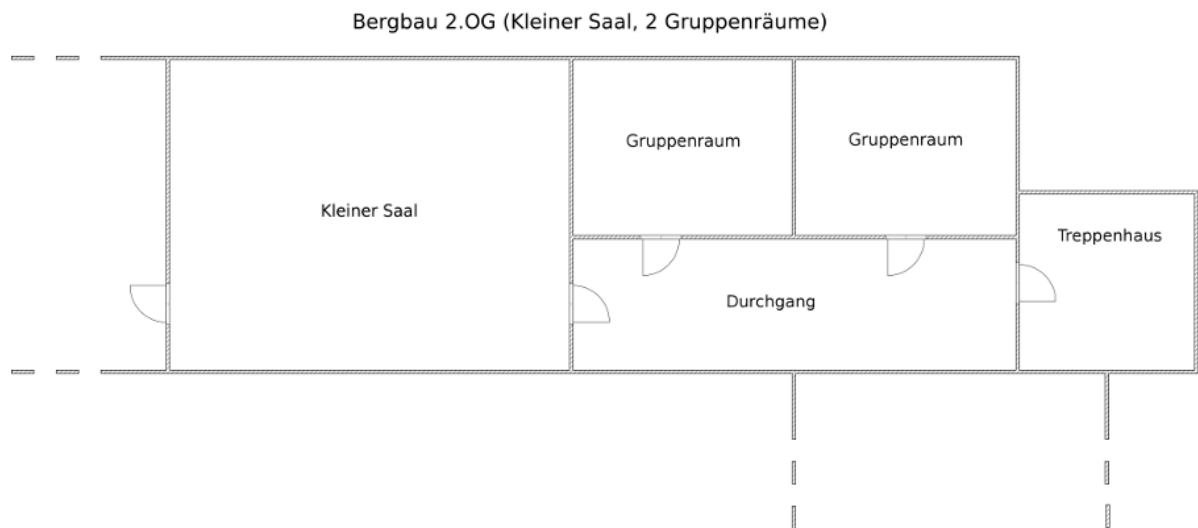 Bergbau 2.OG (Kleiner Saal, 2 Gruppenräume)
Gruppenraum
Gruppenraum
Kleiner Saal
Treppenhaus
Durchgang